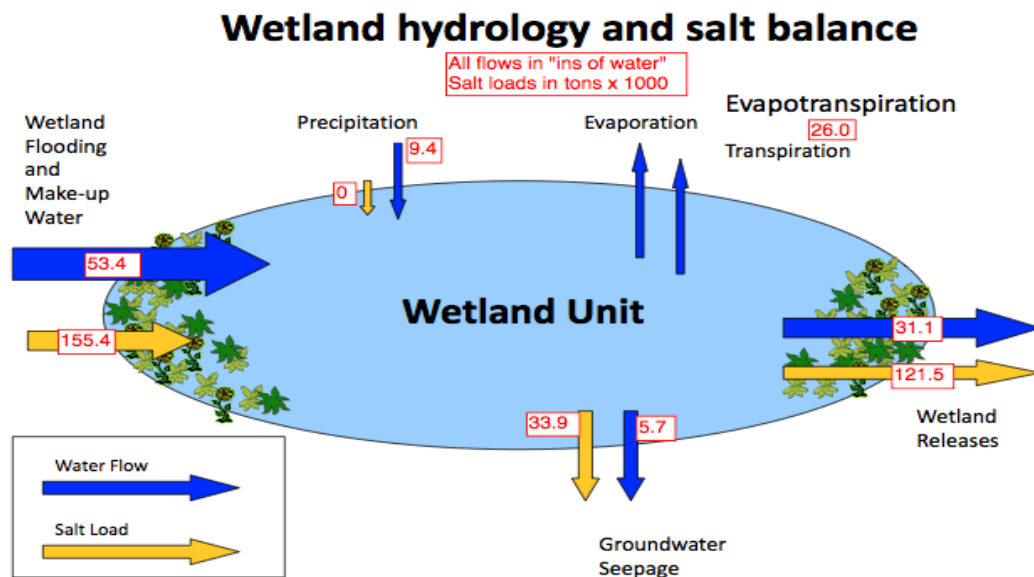 Wetland hydrology and salt balance
All flows in "ins of water"
Salt loads in tons x 1000
Wetland
Flooding
and
Make-up
Water
Precipitation
9.4
0
Evaporation
Evapotranspiration
26.0
Transpiration
53.4
155.4
Wetland Unit
31.1
121.5
33.9
5.7
Wetland
Releases
Groundwater
Seepage
Water Flow
Salt Load